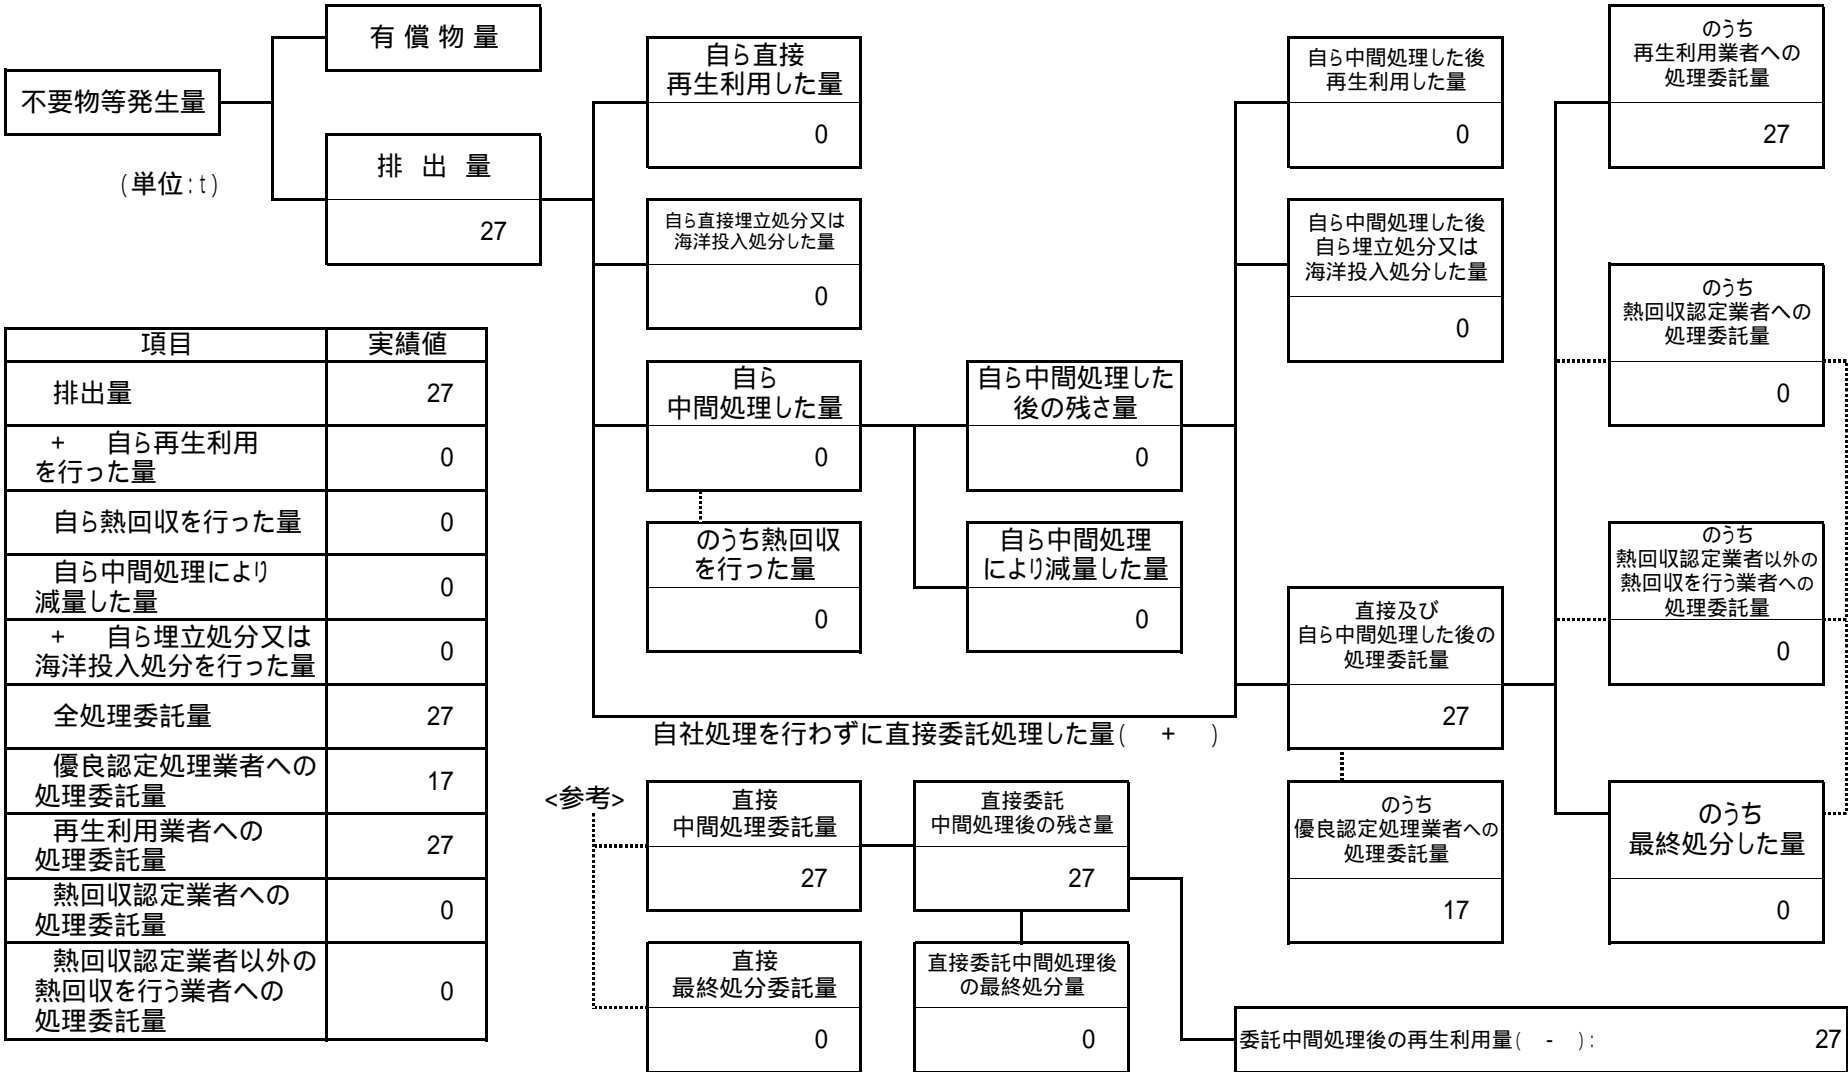 不要物等発生量
(単位:t)
有 償 物 量
排 出 量
27
自ら直接
再生利用した量
0
自ら直接埋立処分又は
海洋投入処分した量
0
自ら
中間処理した量
0
のうち熱回収
を行った量
0
自ら中間処理した
後の残さ量
0
自ら中間処理
により減量した量
0
自ら中間処理した後
再生利用した量
0
自ら中間処理した後
自ら埋立処分又は
海洋投入処分した量
0
直接及び
自ら中間処理した後の
処理委託量
27
のうち
優良認定処理業者への
処理委託量
17
のうち
再生利用業者への
処理委託量
27
のうち
熱回収認定業者への
処理委託量
0
のうち
熱回収認定業者以外の
熱回収を行う業者への
処理委託量
0
のうち
最終処分した量
0
自社処理を行わずに直接委託処理した量( + )
<参考>
直接
中間処理委託量
27
直接委託
中間処理後の残さ量
27
直接
最終処分委託量
0
直接委託中間処理後
の最終処分量
0
委託中間処理後の再生利用量( - ): 27
項目 実績値
排出量 27
+ 自ら再生利用
を行った量 0
自ら熱回収を行った量 0
自ら中間処理により
減量した量 0
+ 自ら埋立処分又は
海洋投入処分を行った量 0
全処理委託量 27
優良認定処理業者への
処理委託量 17
再生利用業者への
処理委託量 27
熱回収認定業者への
処理委託量 0
熱回収認定業者以外の
熱回収を行う業者への
処理委託量 0